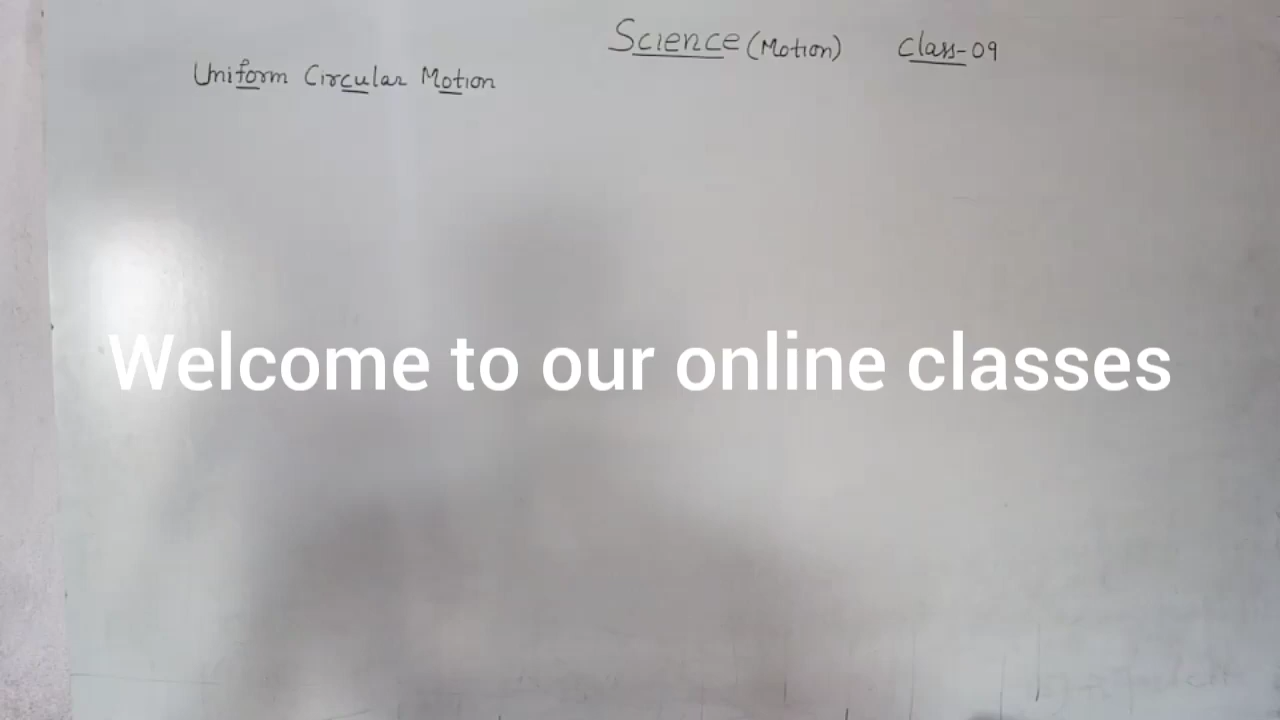 Science (Motion) Class-09
Uniform Circular Motion
Welcome to our online classes